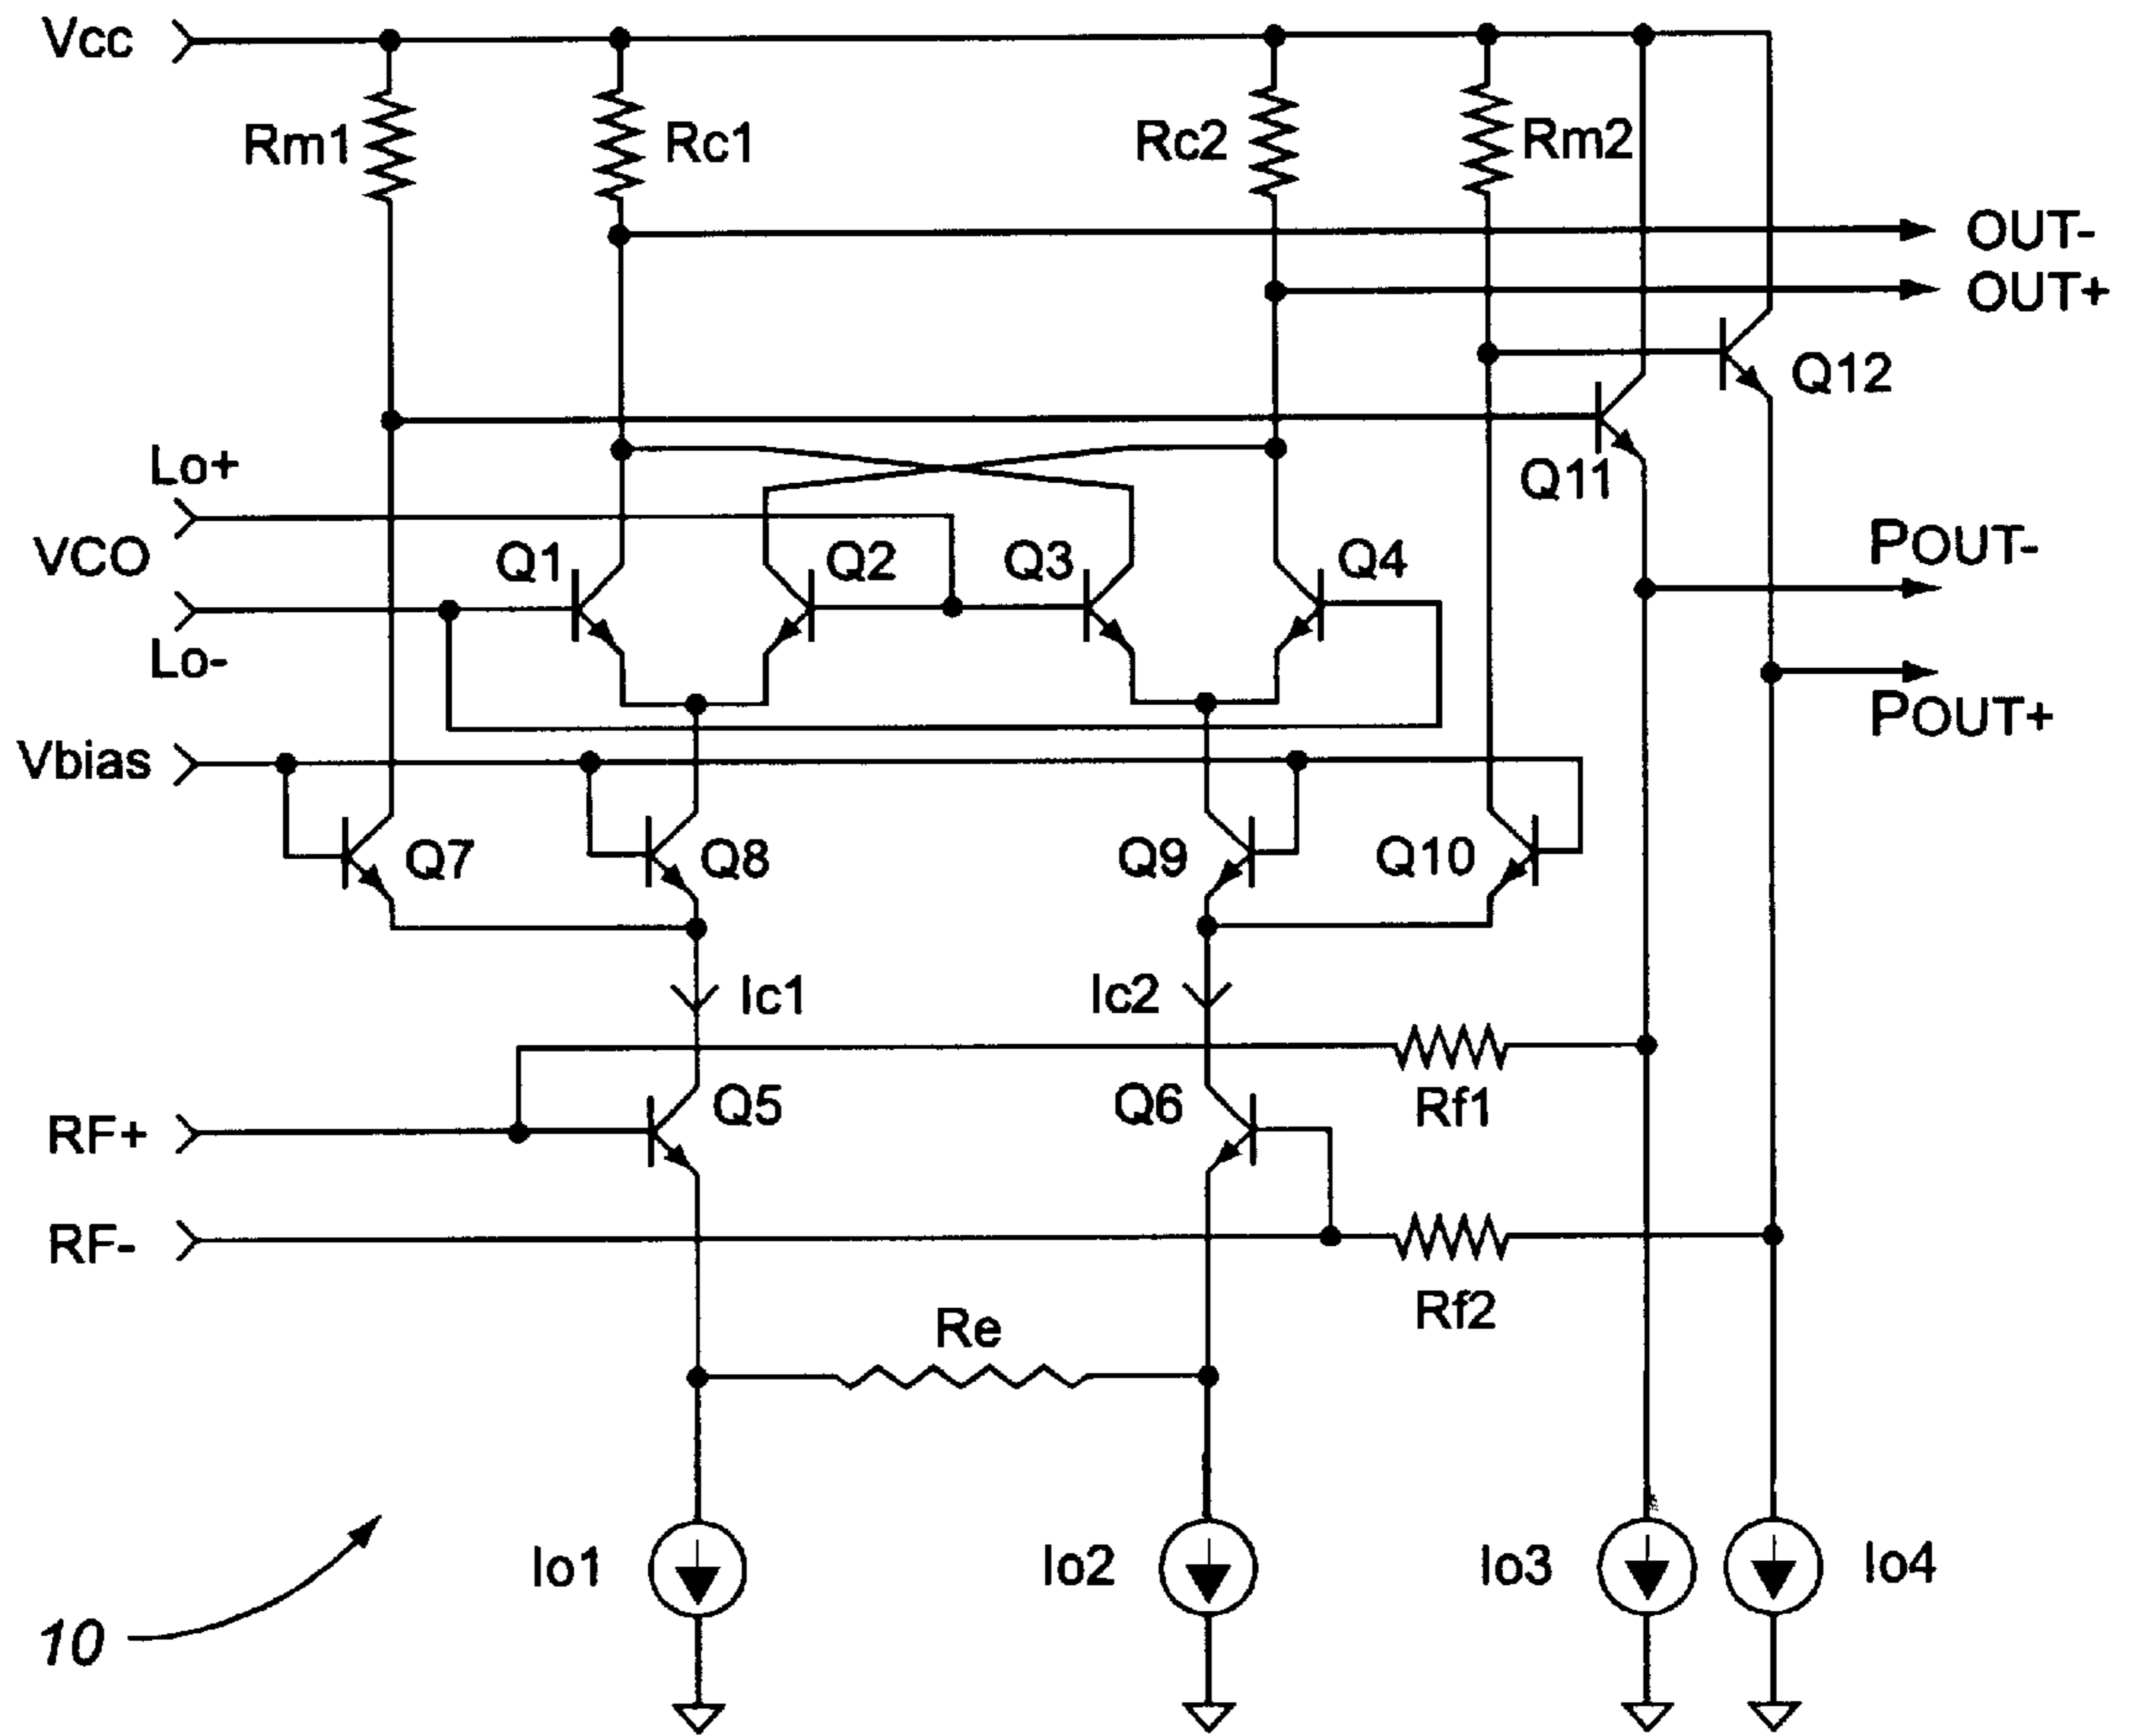 Vcc
Rm1
Rc1
Rc2
Rm2
OUT-
OUT+
Q12
Q11
Lo+
VCO
Lo-
Q1
Q2
Q3
Q4
POUT-
POUT+
Vbias
Q7
Q8
Q9
Q10
Ic1
Ic2
Rf1
RF+
Q5
Q6
RF-
Rf2
Re
Io1
Io2
Io3
Io4
10